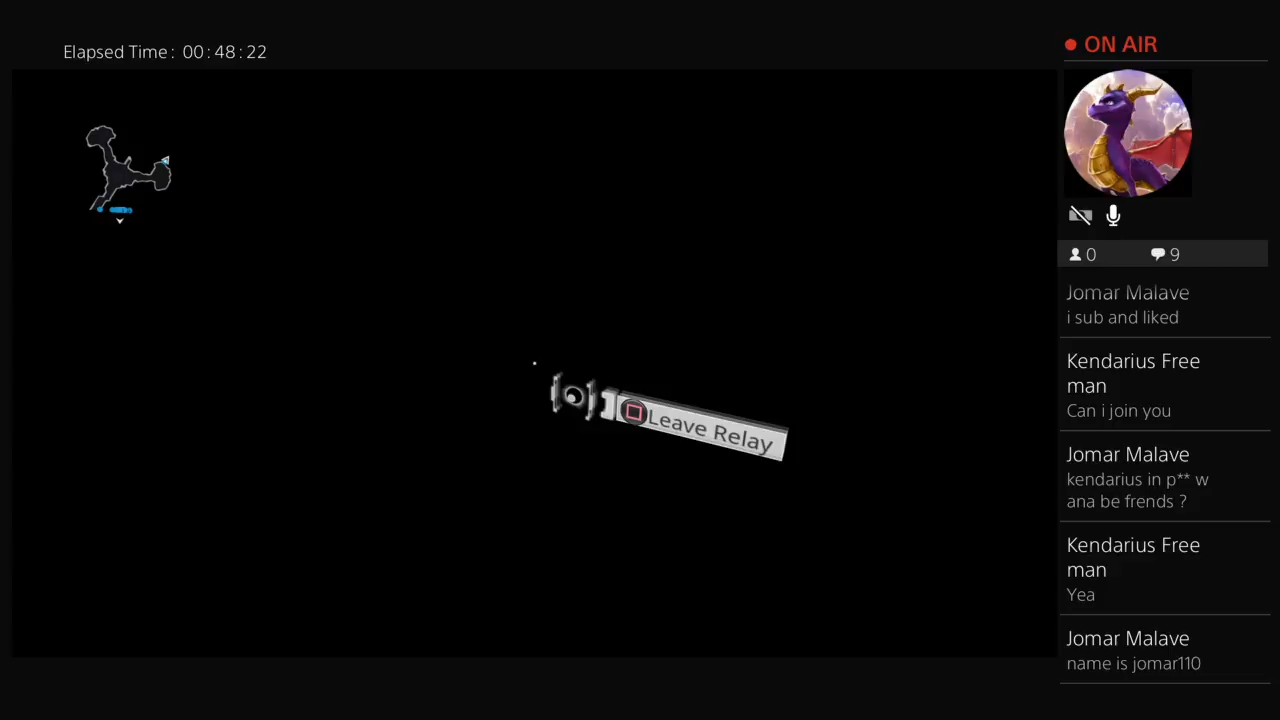 Elapsed Time: 00:48:22
ON AIR
0 9
Jomar Malave
i sub and liked
Kendarius Free
man
Can i join you
Jomar Malave
kendarius in p** w
ana be frends ?
Kendarius Free
man
Yea
Jomar Malave
name is jomar110
Leave Relay